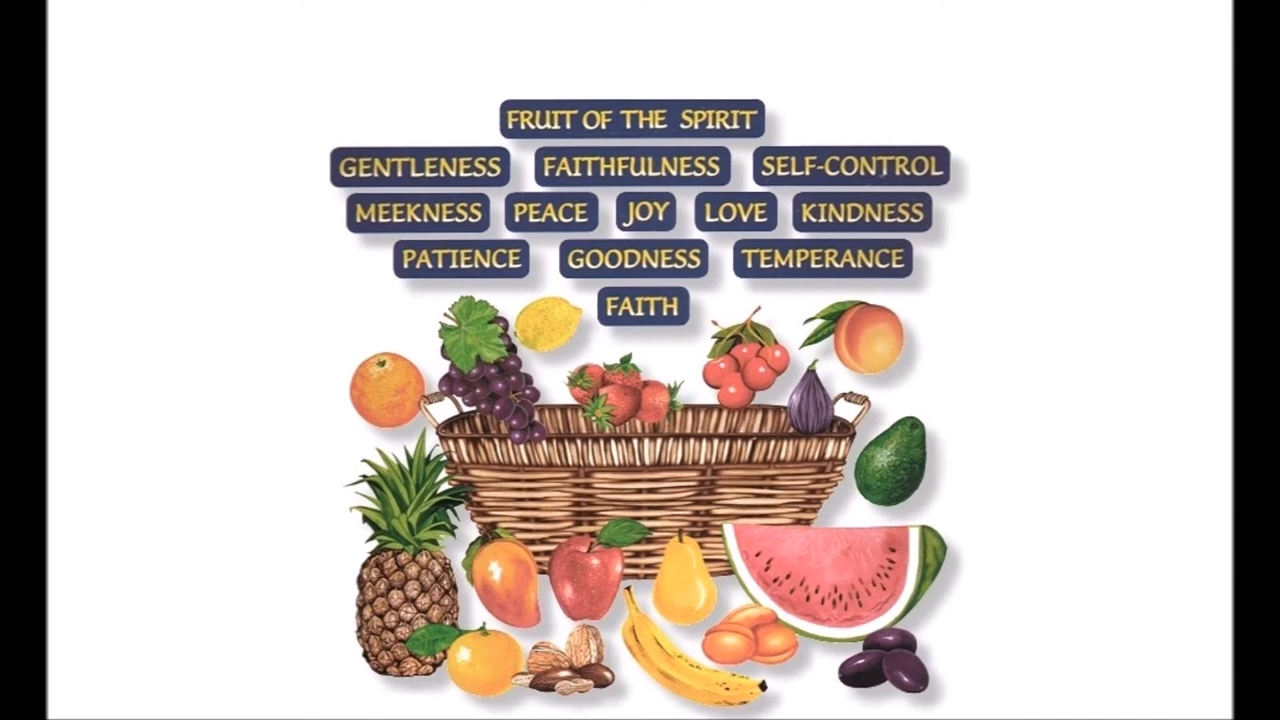 FRUIT OF THE SPIRIT
GENTLENESS FAITHFULNESS SELF-CONTROL
MEEKNESS PEACE JOY LOVE KINDNESS
PATIENCE GOODNESS TEMPERANCE
FAITH